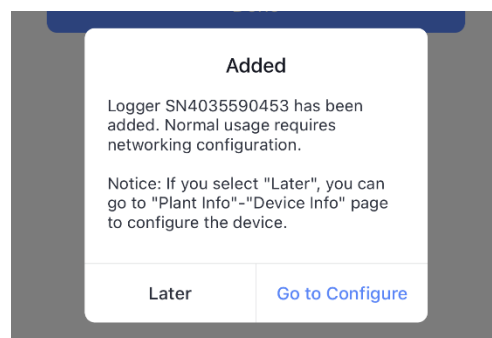 Added
Logger SN4035590453 has been
added. Normal usage requires
networking configuration.
Notice: If you select "Later", you can
go to "Plant Info"-"Device Info" page
to configure the device.
Later
Go to Configure